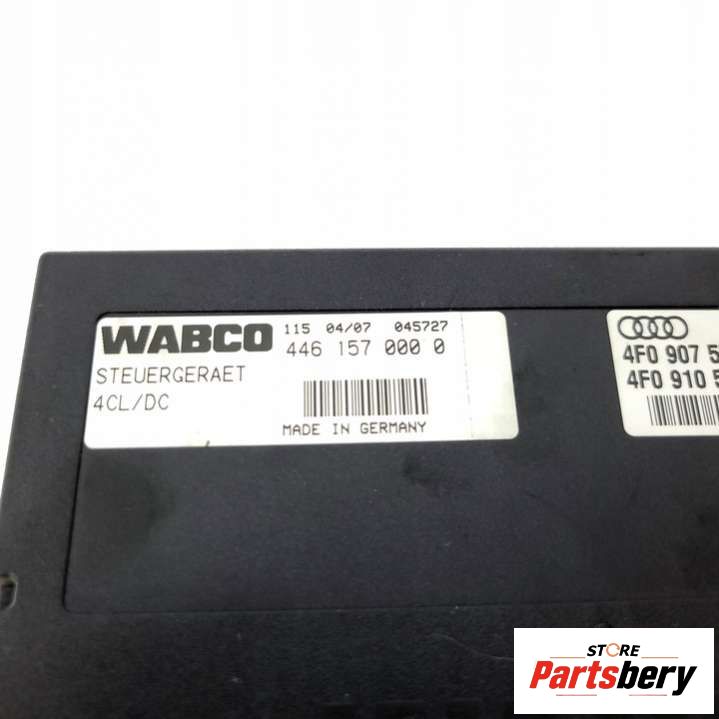 WABCO 115 04/07 045727
446 157 000 0
STEUERGERAET
4CL/DC
MADE IN GERMANY
4F0 907 5
4F0 910 5
STORE
Partsbery